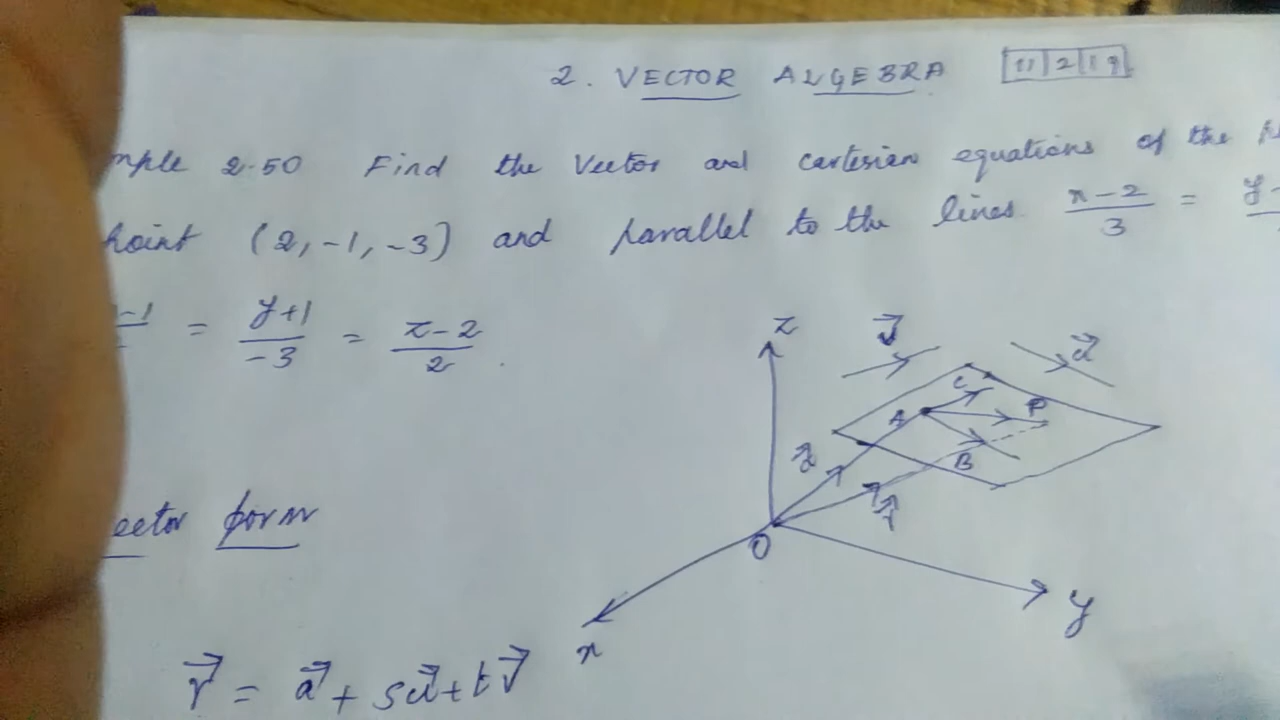 2. VECTOR ALGEBRA 11 2 19
mple 2.50 Find the Vector and cartesian equations of the
point (2, -1, -3) and parallel to the lines x-2/3 = y-
-1 = y+1/-3 = z-2/2.
z
v⃗ u⃗
C
A P
B
a⃗
r⃗
O
y
x
ector form
r⃗ = a⃗ + su⃗ + tv⃗